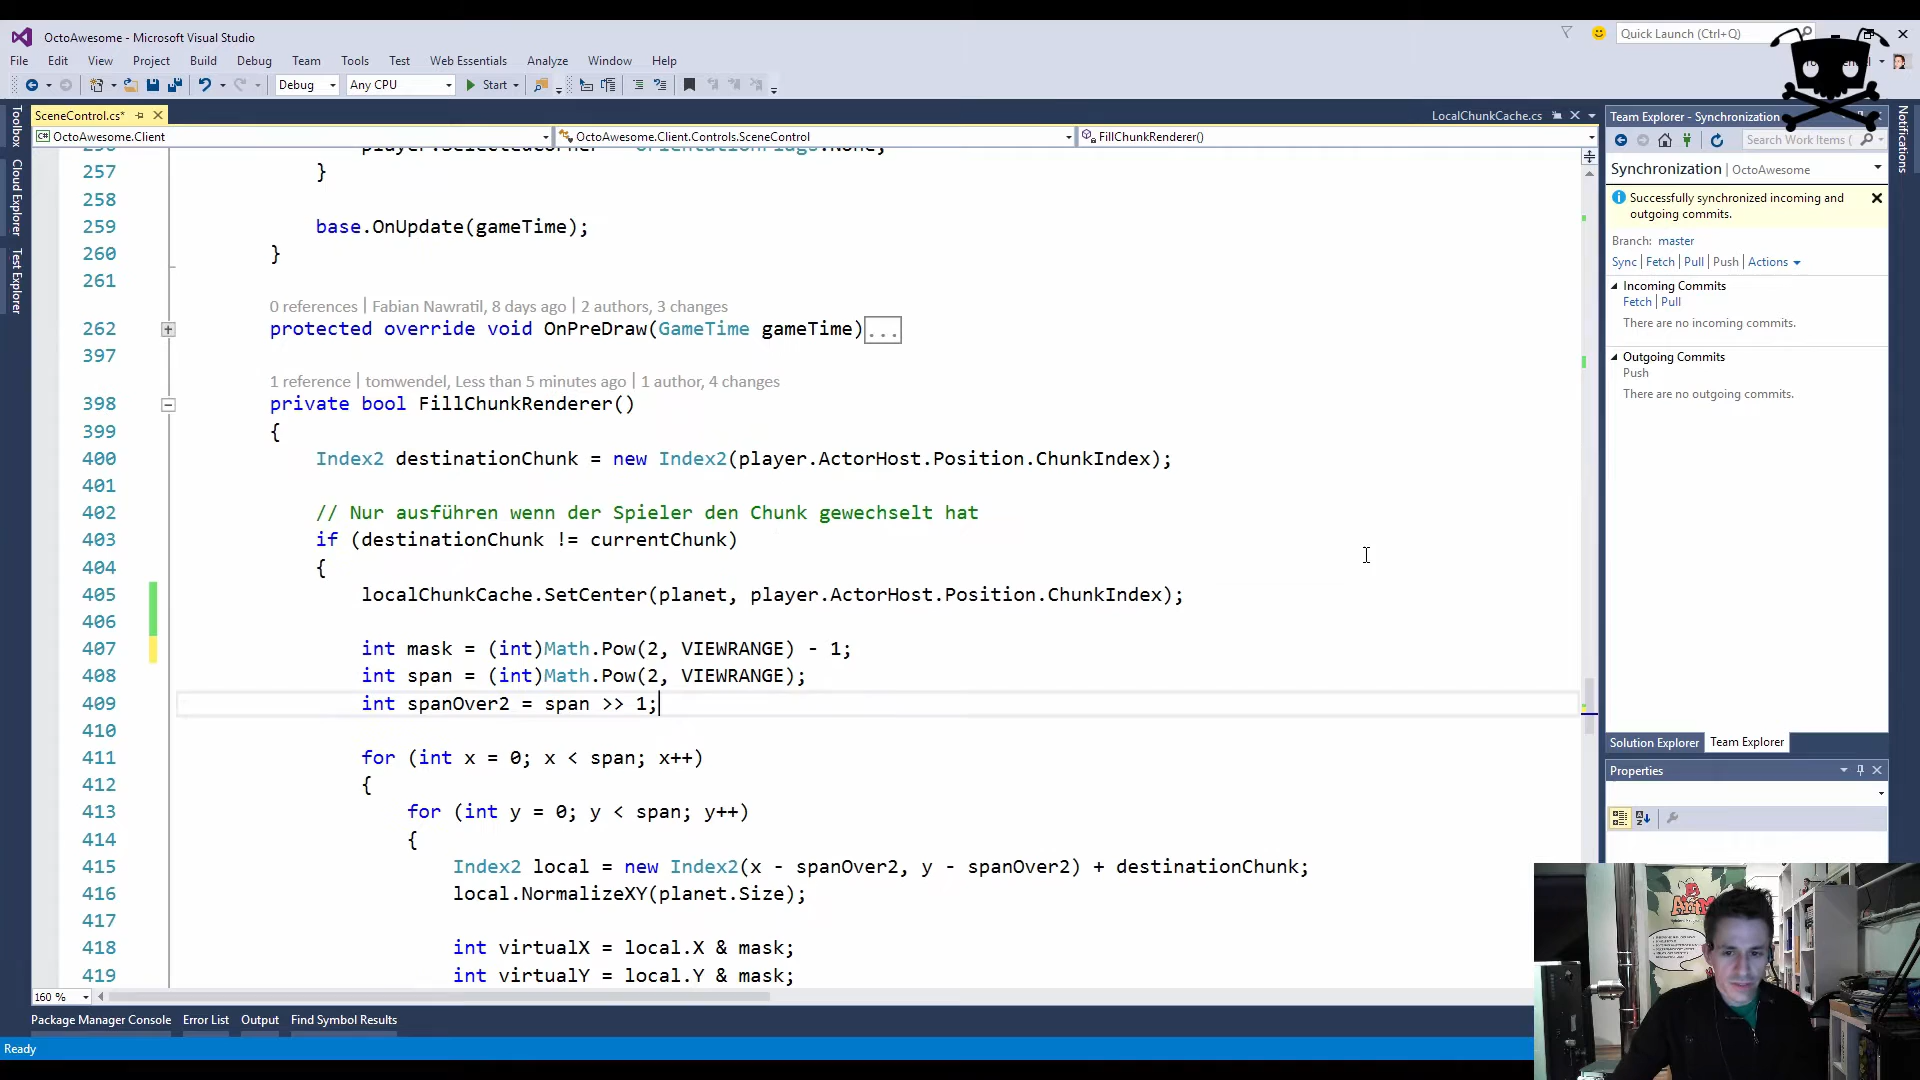 OctoAwesome - Microsoft Visual Studio
Quick Launch (Ctrl+Q)
File Edit View Project Build Debug Team Tools Test Web Essentials Analyze Window Help
Debug Any CPU Start
SceneControl.cs*
LocalChunkCache.cs
OctoAwesome.Client
OctoAwesome.Client.Controls.SceneControl
FillChunkRenderer()
Toolbox
Cloud Explorer
Test Explorer
257 }
258
259 base.OnUpdate(gameTime);
260 }
261
0 references | Fabian Nawratil, 8 days ago | 2 authors, 3 changes
262 protected override void OnPreDraw(GameTime gameTime)...
397
1 reference | tomwendel, Less than 5 minutes ago | 1 author, 4 changes
398 private bool FillChunkRenderer()
399 {
400 Index2 destinationChunk = new Index2(player.ActorHost.Position.ChunkIndex);
401
402 // Nur ausführen wenn der Spieler den Chunk gewechselt hat
403 if (destinationChunk != currentChunk)
404 {
405 localChunkCache.SetCenter(planet, player.ActorHost.Position.ChunkIndex);
406
407 int mask = (int)Math.Pow(2, VIEWRANGE) - 1;
408 int span = (int)Math.Pow(2, VIEWRANGE);
409 int spanOver2 = span >> 1;
410
411 for (int x = 0; x < span; x++)
412 {
413 for (int y = 0; y < span; y++)
414 {
415 Index2 local = new Index2(x - spanOver2, y - spanOver2) + destinationChunk;
416 local.NormalizeXY(planet.Size);
417
418 int virtualX = local.X & mask;
419 int virtualY = local.Y & mask;
160 %
Package Manager Console Error List Output Find Symbol Results
Ready
Team Explorer - Synchronization
Search Work Items (
Synchronization | OctoAwesome
Successfully synchronized incoming and
outgoing commits.
Branch: master
Sync | Fetch | Pull | Push | Actions
Incoming Commits
Fetch | Pull
There are no incoming commits.
Outgoing Commits
Push
There are no outgoing commits.
Solution Explorer Team Explorer
Properties
Notifications